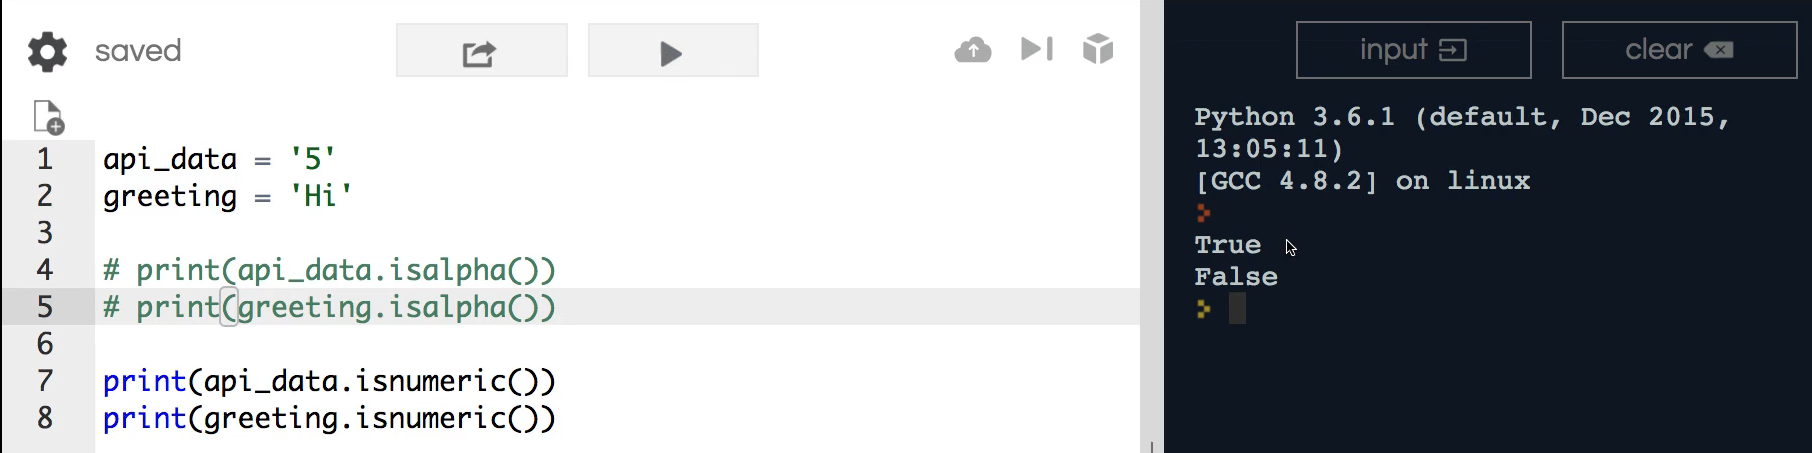 saved
1 api_data = '5'
2 greeting = 'Hi'
3
4 # print(api_data.isalpha())
5 # print(greeting.isalpha())
6
7 print(api_data.isnumeric())
8 print(greeting.isnumeric())
input
clear
Python 3.6.1 (default, Dec 2015,
13:05:11)
[GCC 4.8.2] on linux
True
False